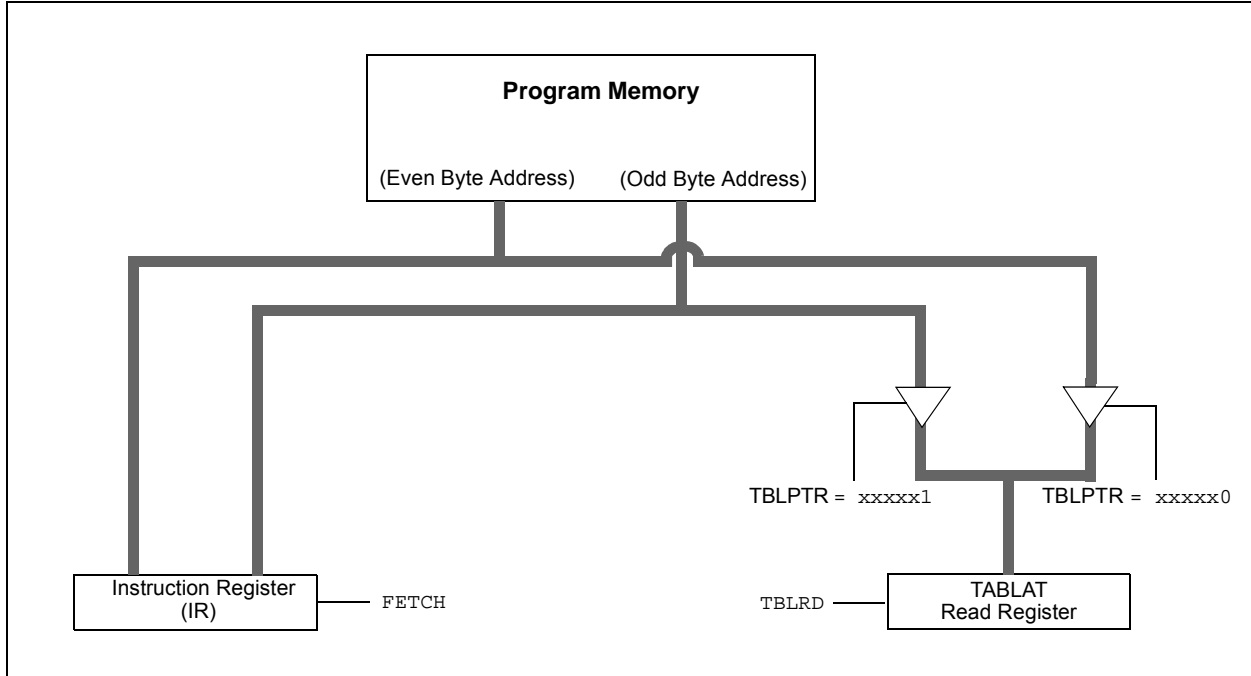 Program Memory
(Even Byte Address) (Odd Byte Address)
TBLPTR = xxxxx1 TBLPTR = xxxxx0
Instruction Register
(IR)
FETCH
TBLRD
TABLAT
Read Register